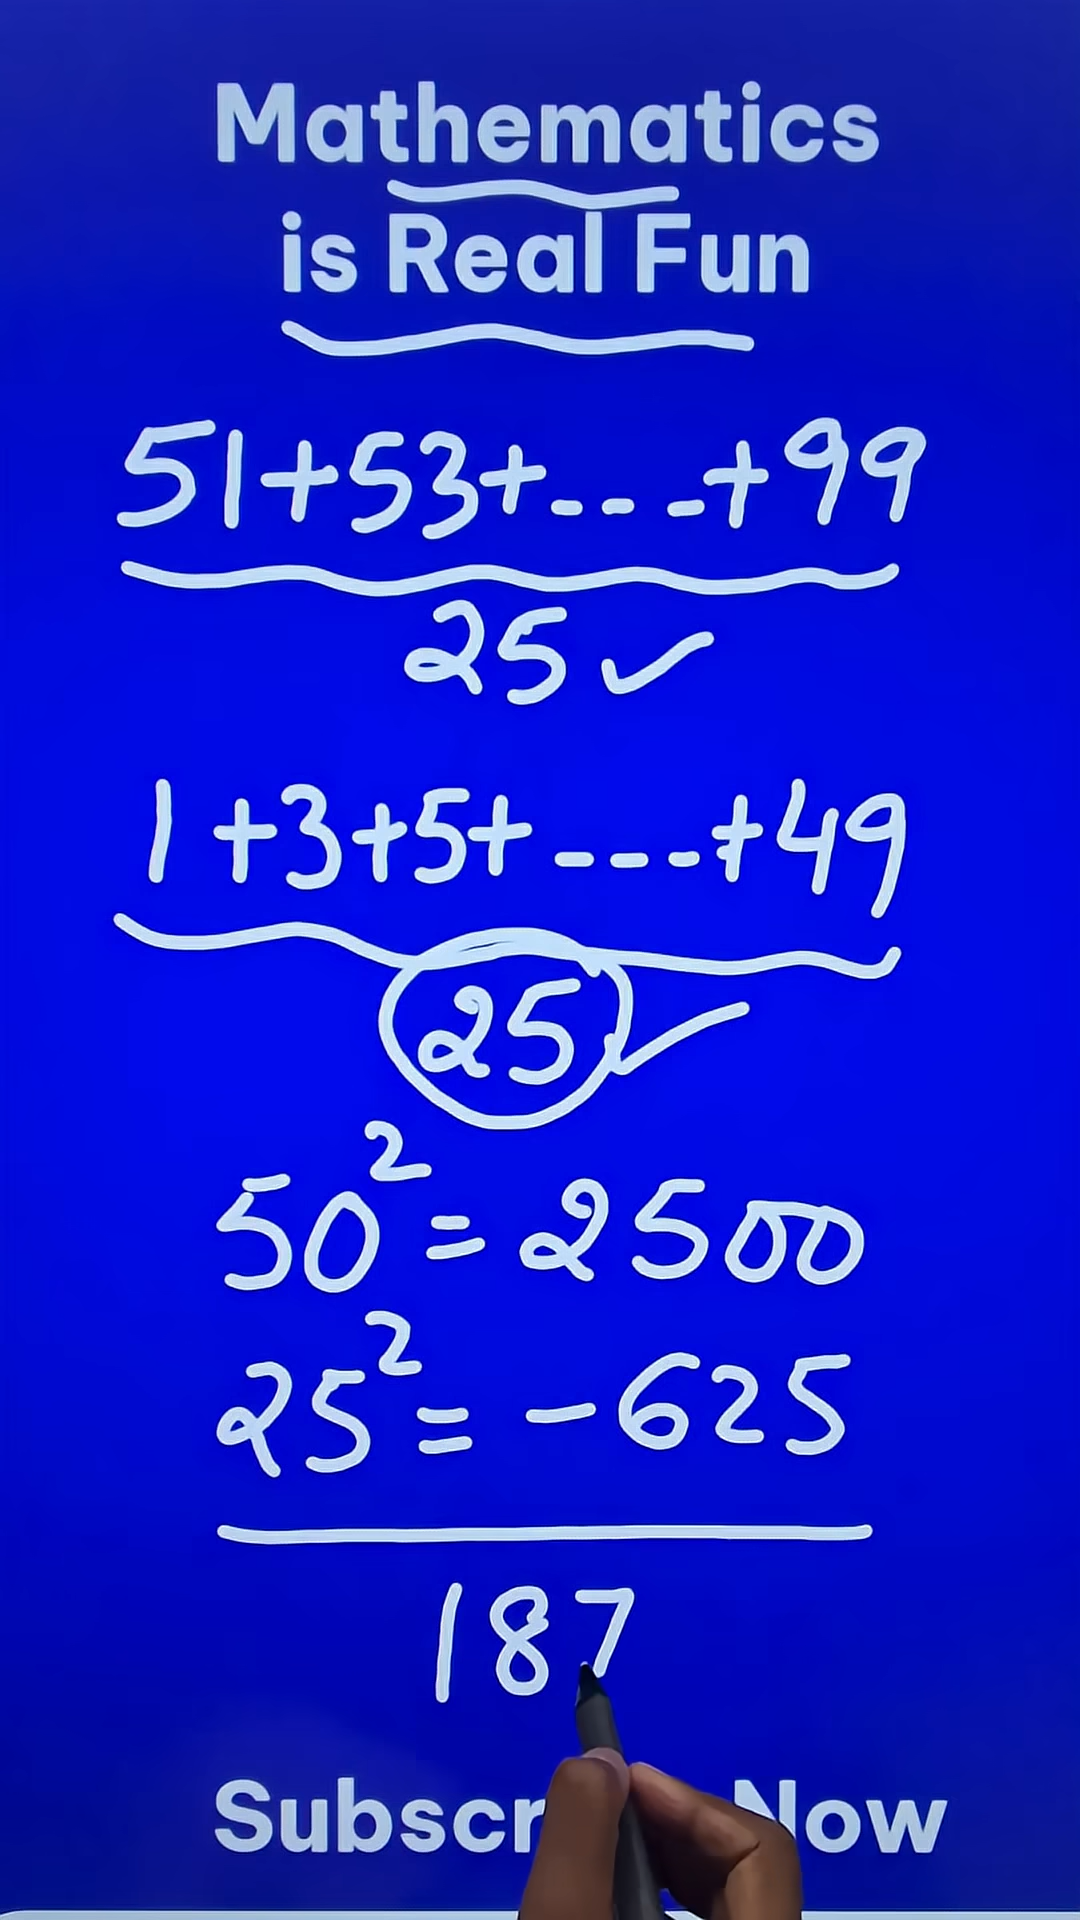 Mathematics
is Real Fun
51+53+--- -+99
25✓
1+3+5+----+49
25✓
50²=2500
25²=-625
187
Now